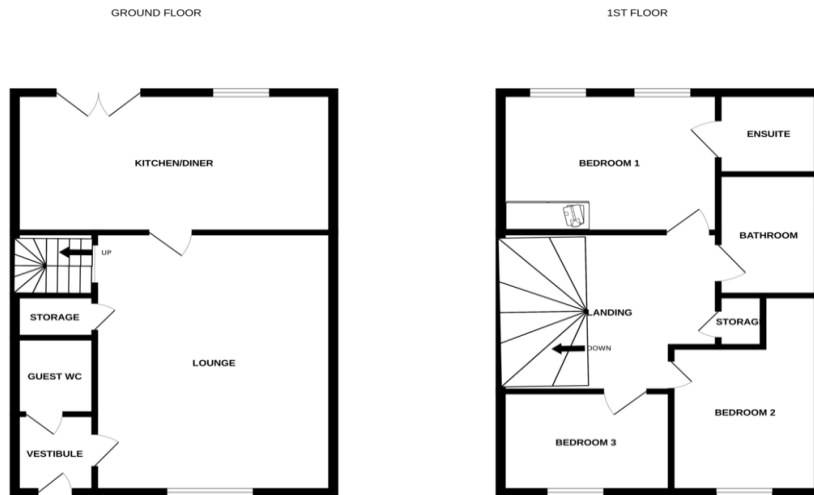 GROUND FLOOR
KITCHEN/DINER
UP
STORAGE
LOUNGE
GUEST WC
VESTIBULE
1ST FLOOR
ENSUITE
BEDROOM 1
BATHROOM
LANDING
STORAG
DOWN
BEDROOM 2
BEDROOM 3